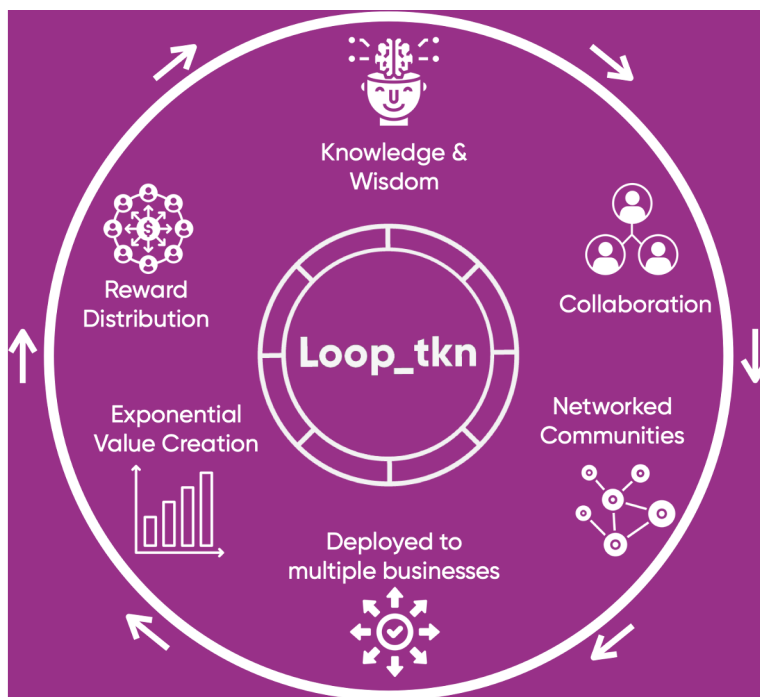 Knowledge &
Wisdom
Collaboration
Networked
Communities
Deployed to
multiple businesses
Exponential
Value Creation
Reward
Distribution
$
Loop_tkn